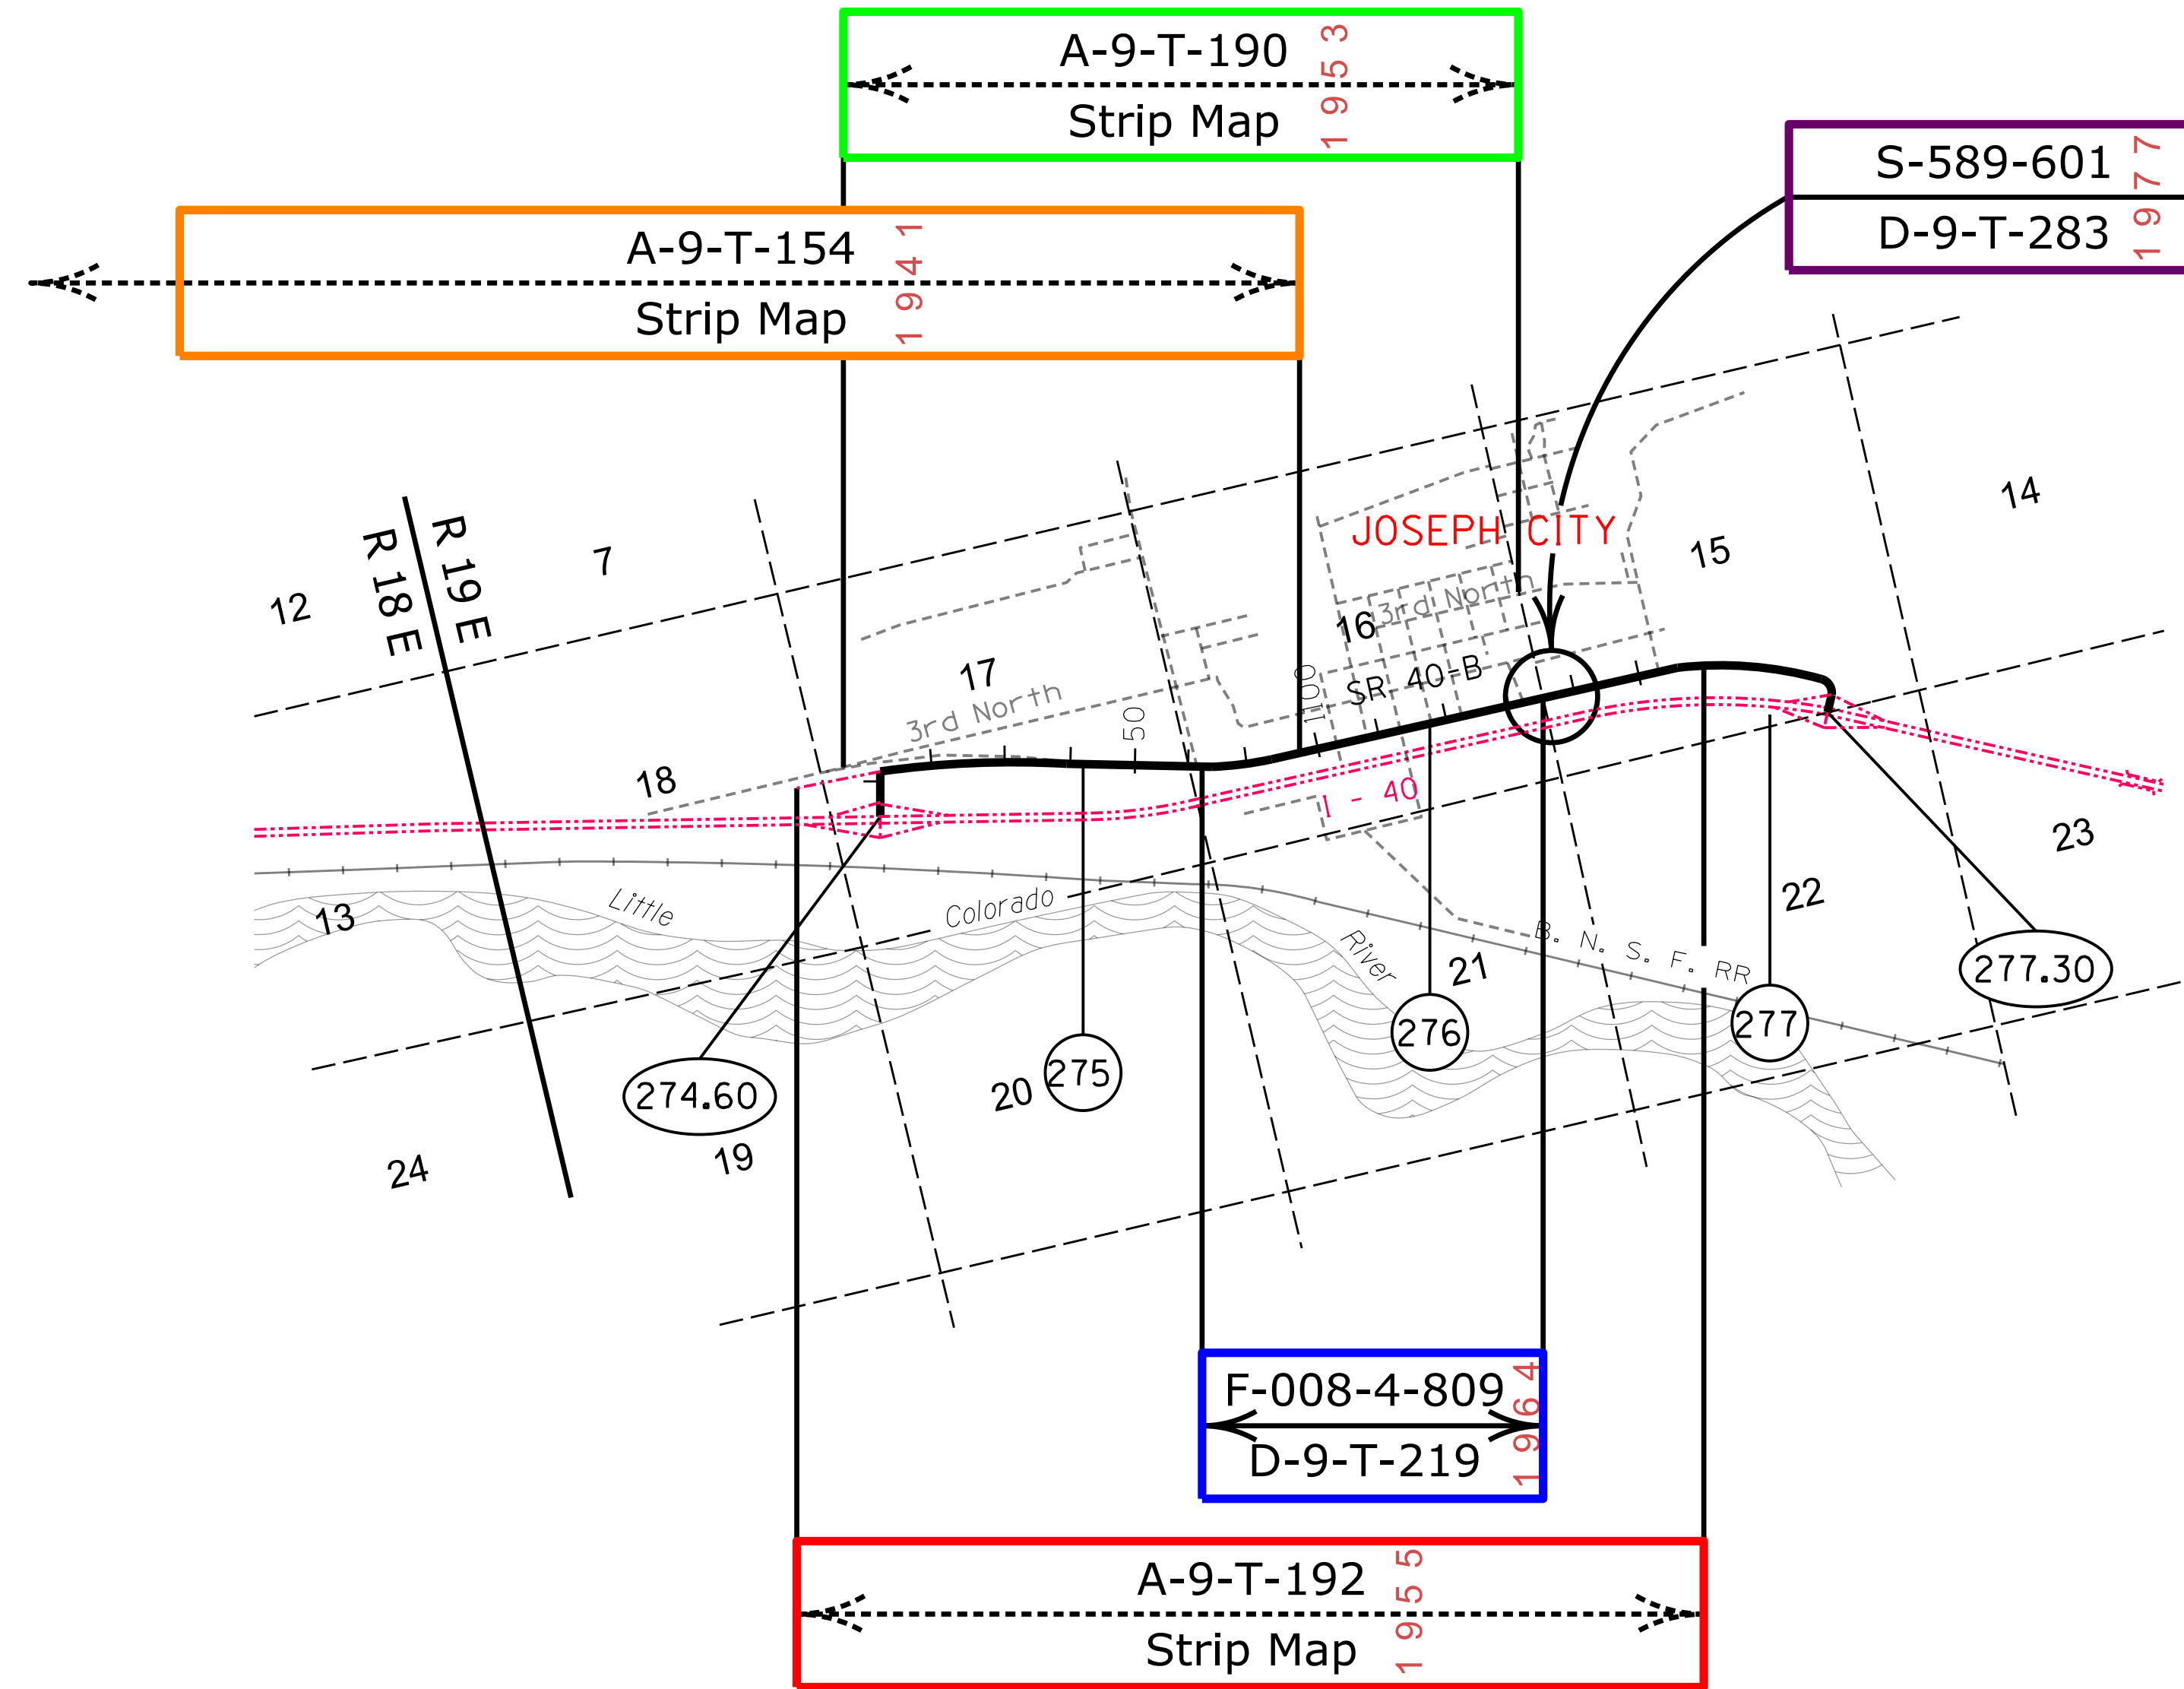 A-9-T-190
Strip Map
1953
S-589-601
D-9-T-283
1977
A-9-T-154
Strip Map
1941
R 18 E
R 19 E
12
7
14
15
JOSEPH CITY
16
3rd North
17
3rd North
SR 40-B
50
100
18
I - 40
13
Little
Colorado
River
B. N. S. F. RR
23
22
21
277.30
277
276
275
274.60
20
19
24
F-008-4-809
D-9-T-219
1964
A-9-T-192
Strip Map
1955